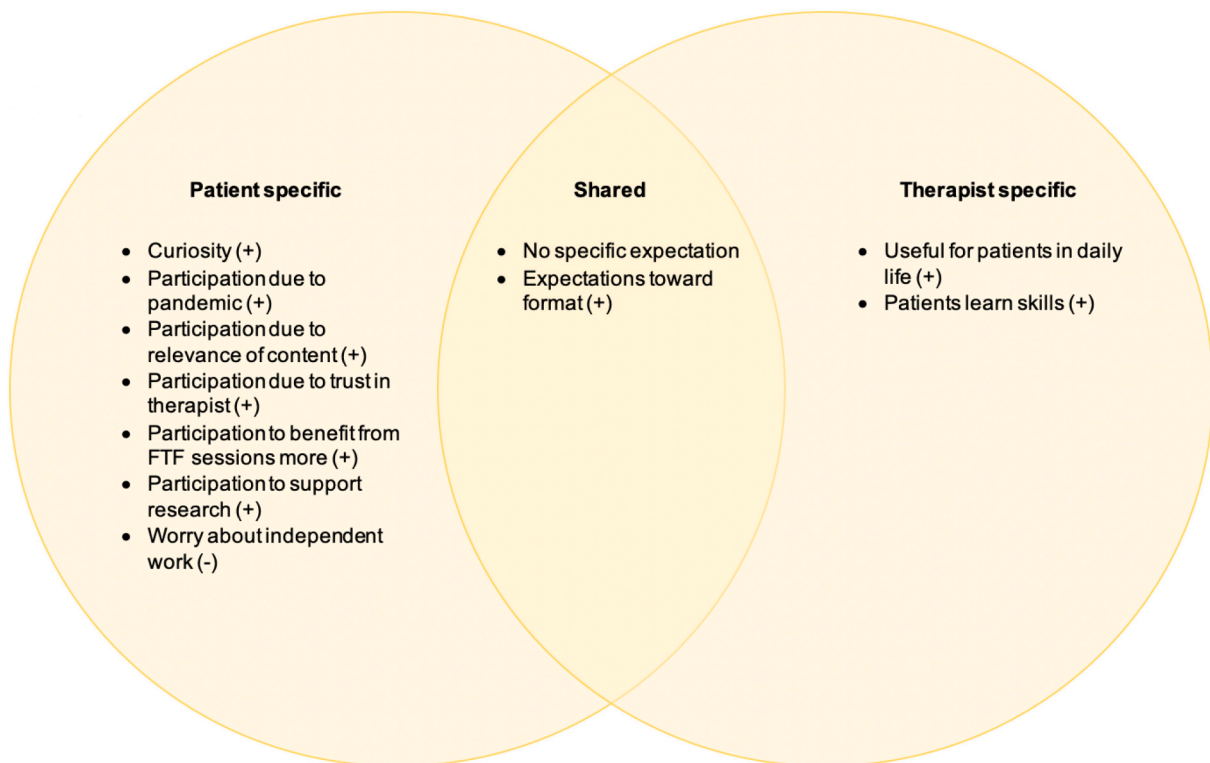 Patient specific
• Curiosity (+)
• Participation due to
pandemic (+)
• Participation due to
relevance of content (+)
• Participation due to trust in
therapist (+)
• Participation to benefit from
FTF sessions more (+)
• Participation to support
research (+)
• Worry about independent
work (-)
Shared
• No specific expectation
• Expectations toward
format (+)
Therapist specific
• Useful for patients in daily
life (+)
• Patients learn skills (+)